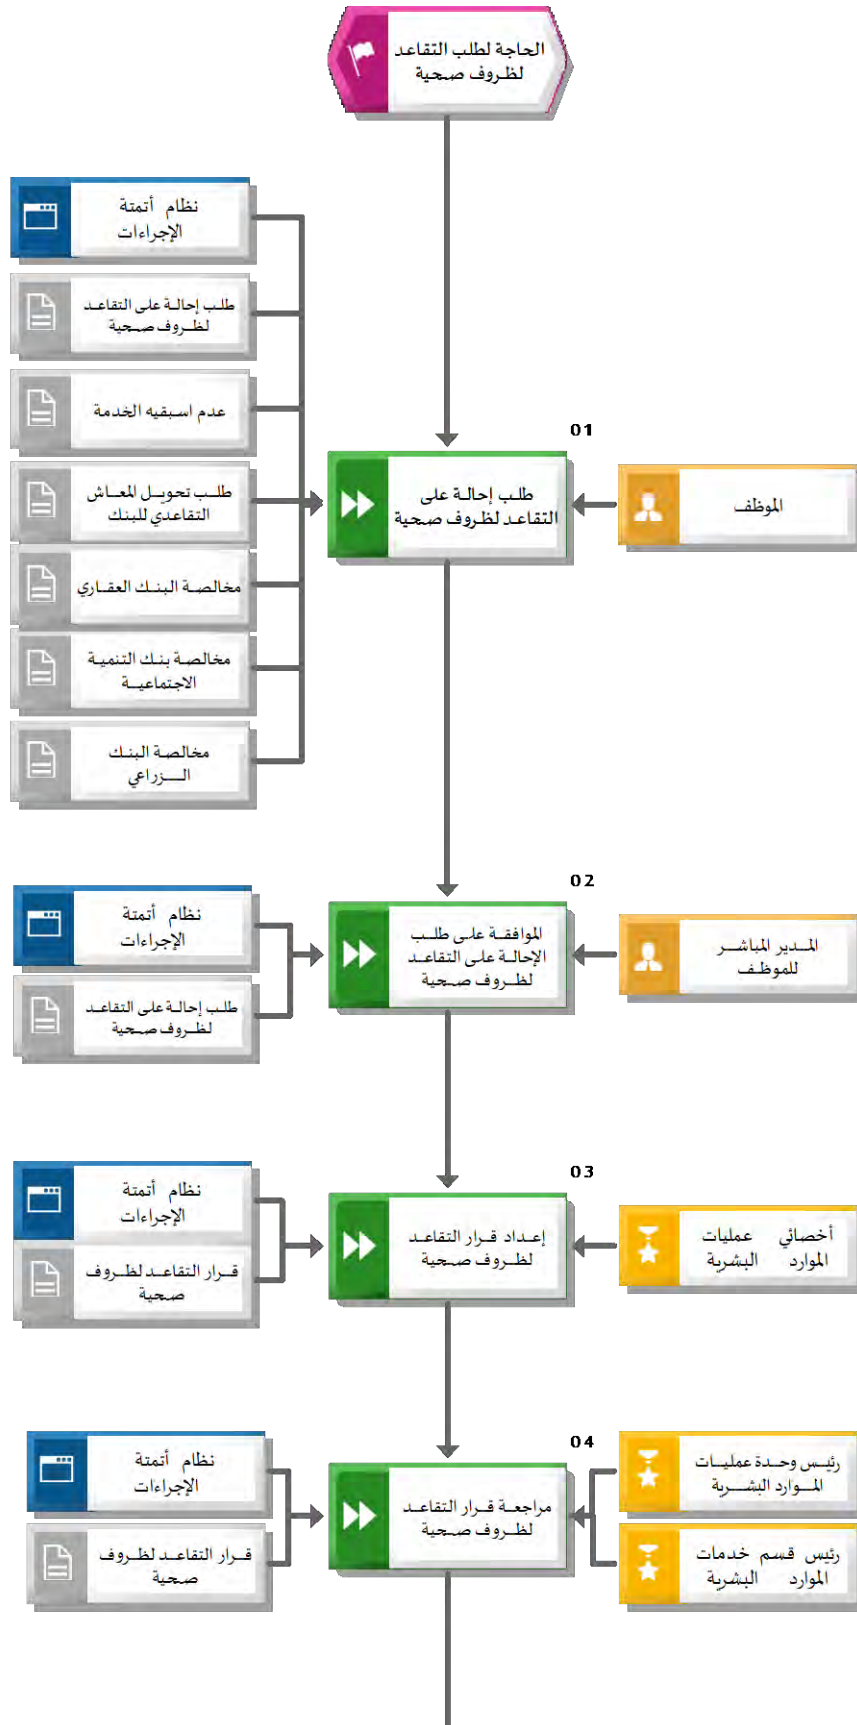 الحاجة لطلب التقاعد
لظروف صحية
نظام أتمتة
الإجراءات
طلب إحالة على التقاعد
لظروف صحية
عدم اسبقيه الخدمة
طلب تحويل المعاش
التقاعدي للبنك
مخالصة البنك العقاري
مخالصة بنك التنمية
الاجتماعية
مخالصة البنك
الزراعي
01
طلب إحالة على
التقاعد لظروف صحية
الموظف
02
الموافقة على طلب
الإحالة على التقاعد
لظروف صحية
المدير المباشر
للموظف
نظام أتمتة
الإجراءات
طلب إحالة على التقاعد
لظروف صحية
03
إعداد قرار التقاعد
لظروف صحية
أخصائي عمليات
الموارد البشرية
نظام أتمتة
الإجراءات
قرار التقاعد لظروف
صحية
04
مراجعة قرار التقاعد
لظروف صحية
رئيس وحدة عمليات
الموارد البشرية
رئيس قسم خدمات
الموارد البشرية
نظام أتمتة
الإجراءات
قرار التقاعد لظروف
صحية